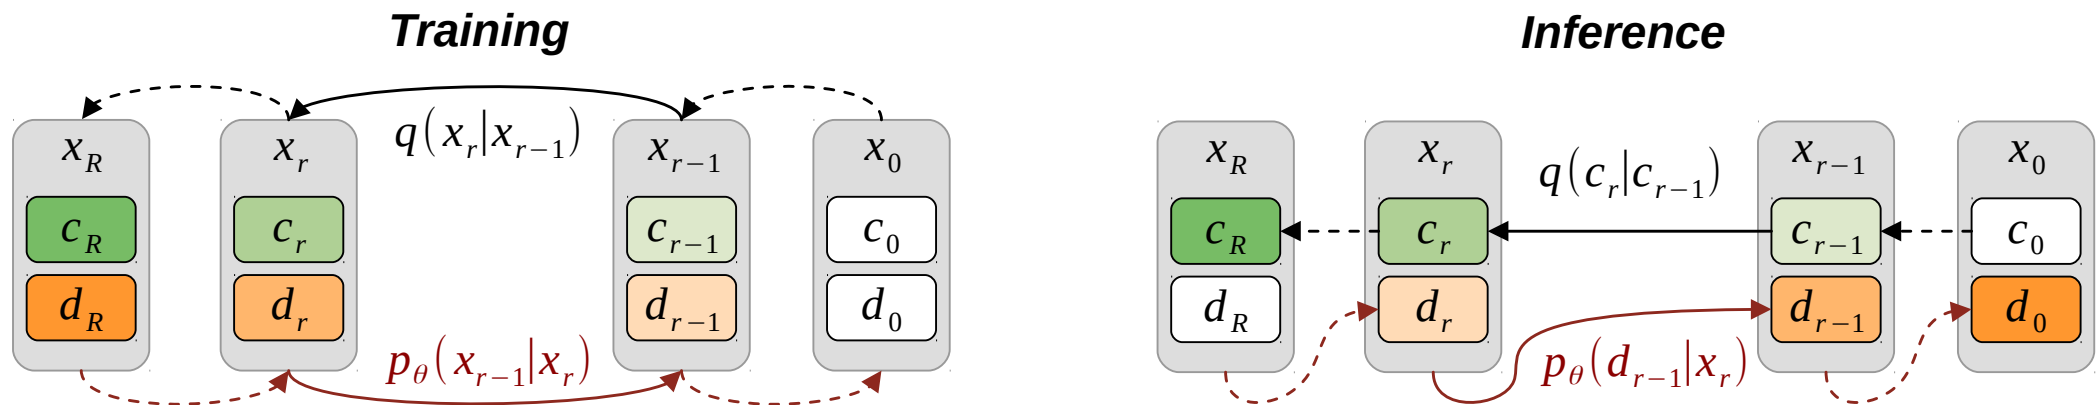 Training
x_R
c_R
d_R
x_r
c_r
d_r
q(x_r|x_{r−1})
p_θ(x_{r−1}|x_r)
x_{r−1}
c_{r−1}
d_{r−1}
x_0
c_0
d_0
Inference
x_R
c_R
d_R
x_r
c_r
d_r
q(c_r|c_{r−1})
p_θ(d_{r−1}|x_r)
x_{r−1}
c_{r−1}
d_{r−1}
x_0
c_0
d_0